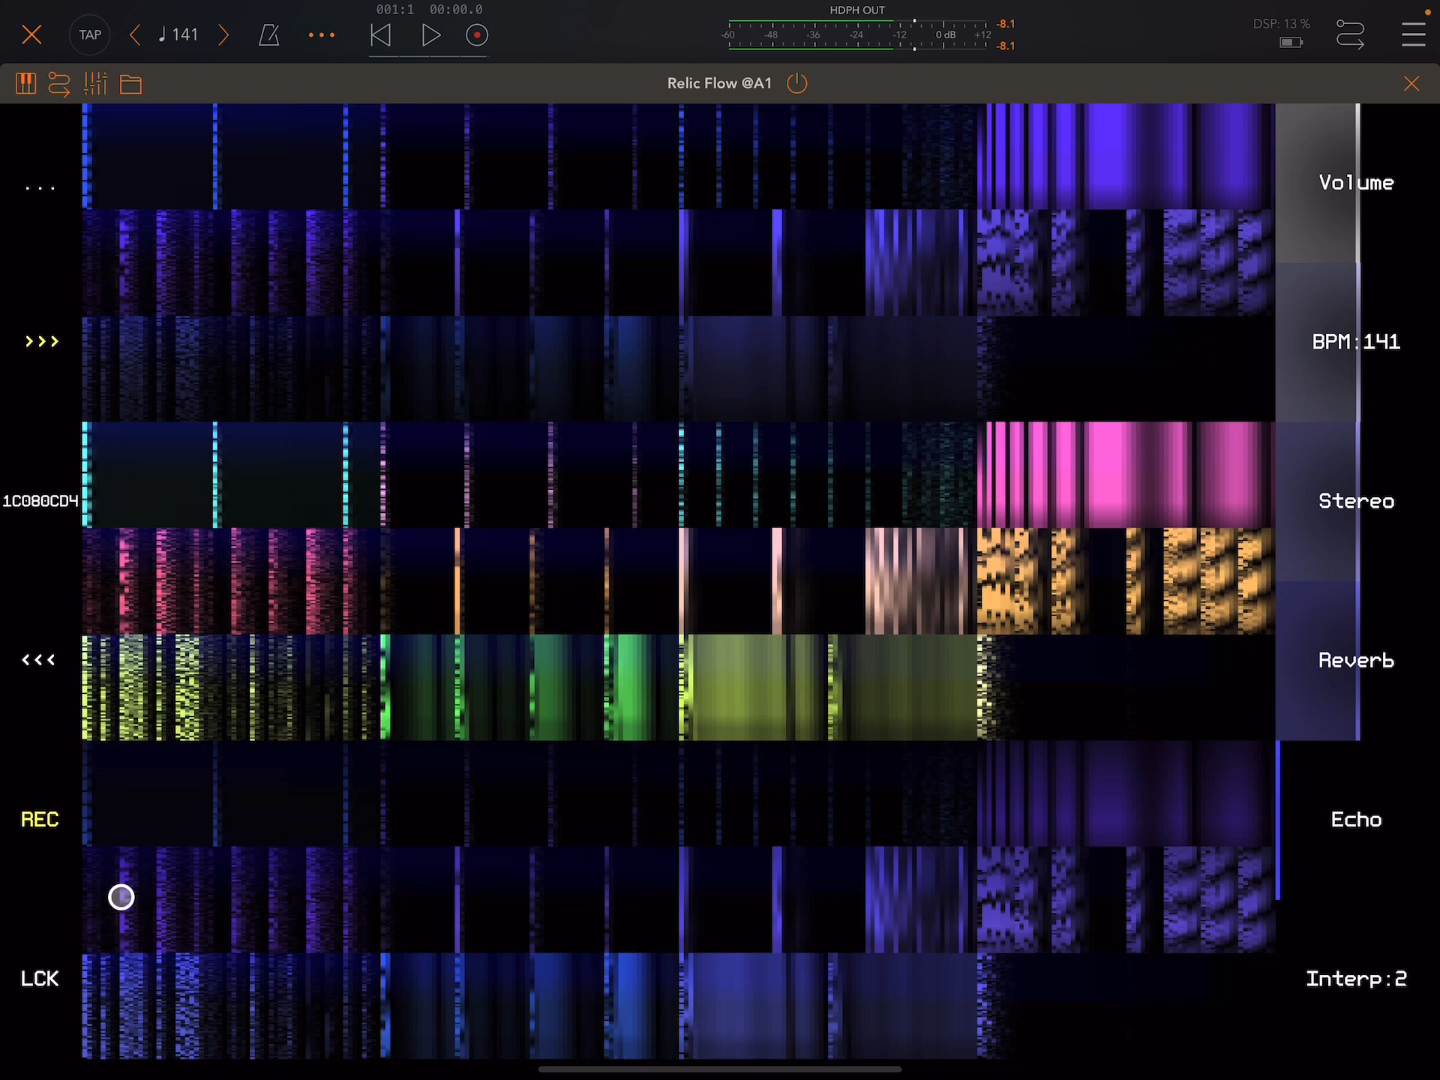 001:1 00:00.0
HDPH OUT
TAP
♩141
-60 -48 -36 -24 -12 0 dB +12
-8.1
-8.1
DSP: 13 %
Relic Flow @A1
...
Volume
>>>
BPM:141
1C080CD4
Stereo
<<<
Reverb
REC
Echo
LCK
Interp:2